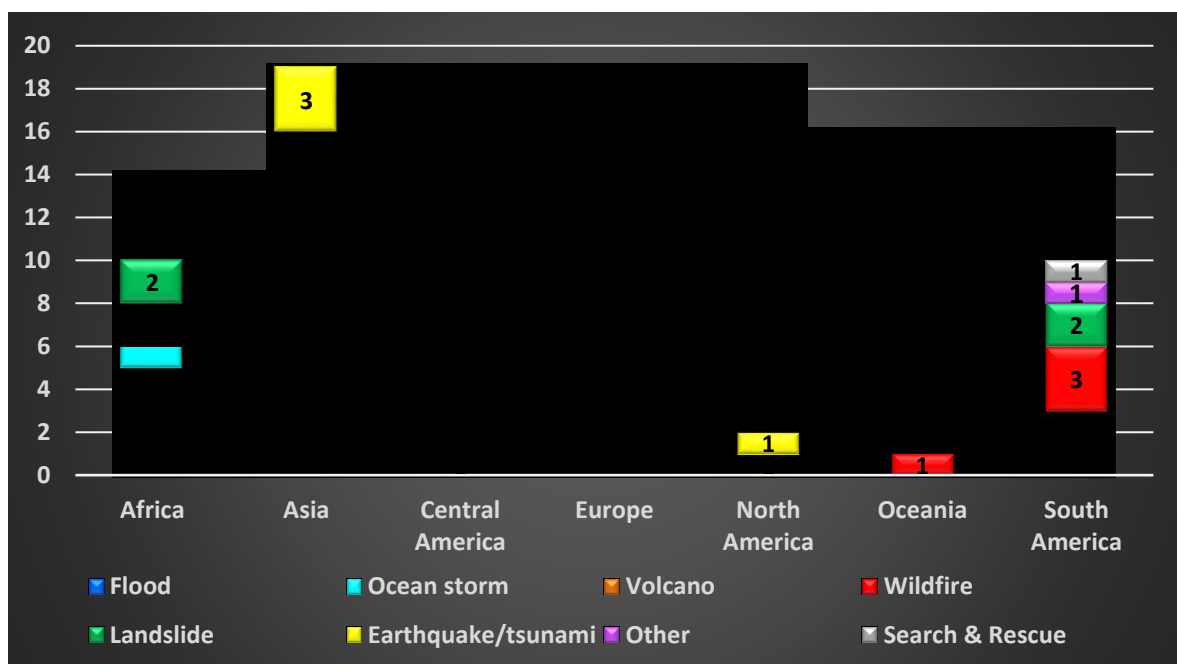 20
18
3
16
14
12
10
2
1
8
1
6
2
4
3
2
1
0
1
Africa
Asia
Central America
Europe
North America
Oceania
South America
Flood
Ocean storm
Volcano
Wildfire
Landslide
Earthquake/tsunami
Other
Search & Rescue